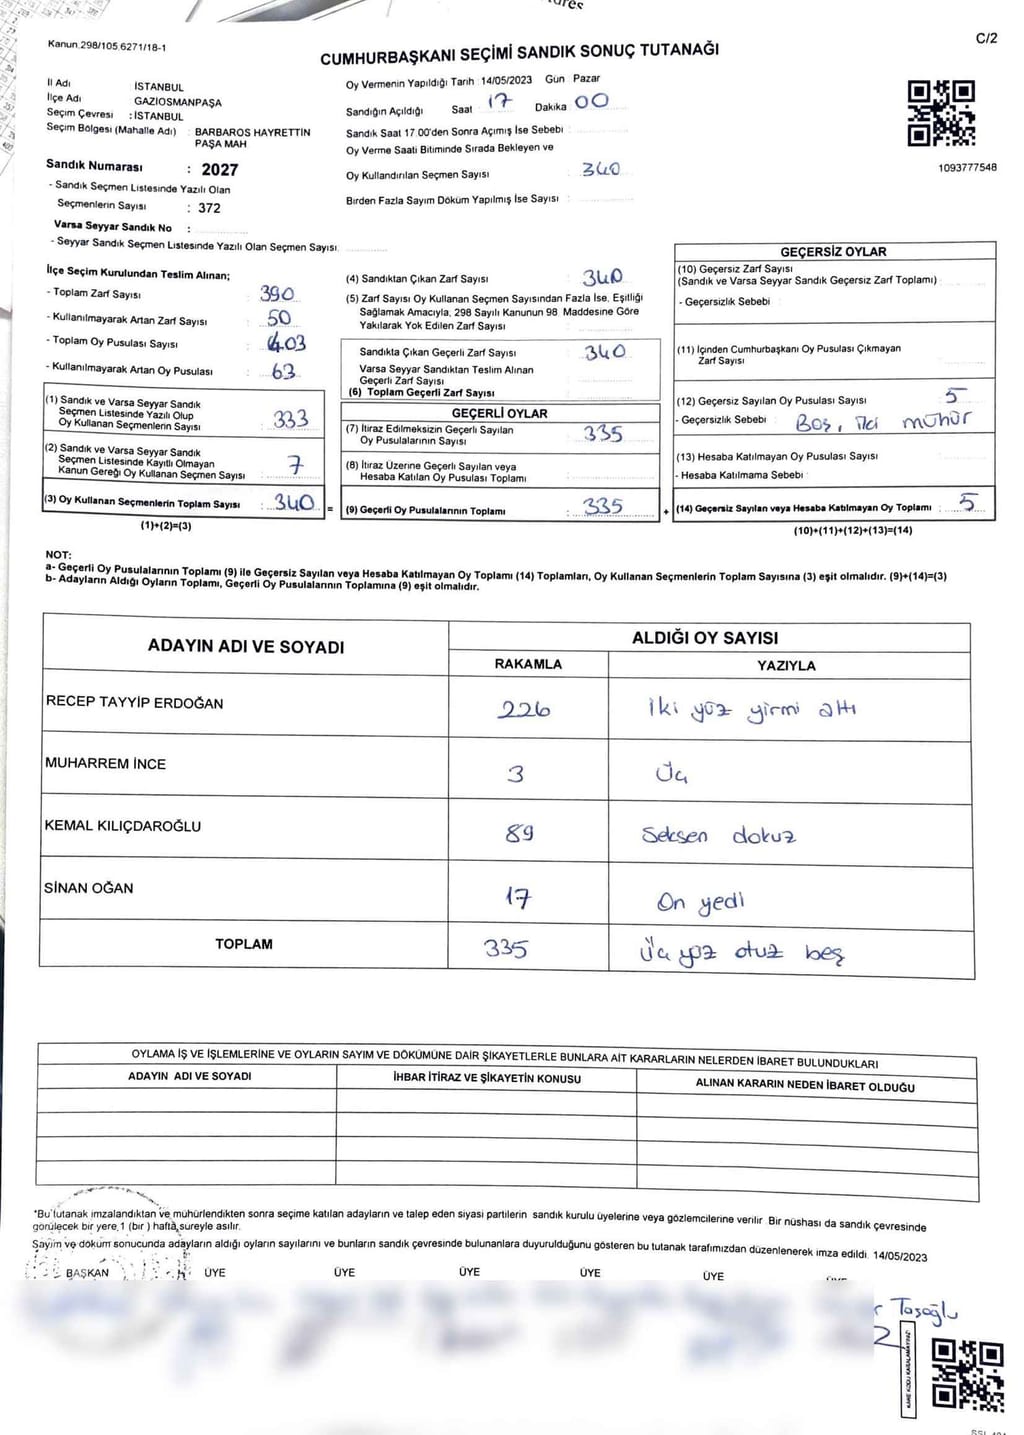 Kanun.298/105.6271/18-1
C/2
CUMHURBAŞKANI SEÇİMİ SANDIK SONUÇ TUTANAĞI
İl Adı : İSTANBUL
İlçe Adı : GAZİOSMANPAŞA
Seçim Çevresi : İSTANBUL
Seçim Bölgesi (Mahalle Adı) : BARBAROS HAYRETTİN
PAŞA MAH
Sandık Numarası : 2027
- Sandık Seçmen Listesinde Yazılı Olan
Seçmenlerin Sayısı : 372
Varsa Seyyar Sandık No :
- Seyyar Sandık Seçmen Listesinde Yazılı Olan Seçmen Sayısı:
Oy Vermenin Yapıldığı Tarih : 14/05/2023 Gün Pazar
Sandığın Açıldığı Saat 17 Dakika 00
Sandık Saat 17.00'den Sonra Açımış İse Sebebi :
Oy Verme Saati Bitiminde Sırada Bekleyen ve
Oy Kullandırılan Seçmen Sayısı : 340
Birden Fazla Sayım Döküm Yapılmış İse Sayısı :
1093777548
İlçe Seçim Kurulundan Teslim Alınan;
- Toplam Zarf Sayısı : 390
- Kullanılmayarak Artan Zarf Sayısı : 50
- Toplam Oy Pusulası Sayısı : 403
- Kullanılmayarak Artan Oy Pusulası : 63
(1) Sandık ve Varsa Seyyar Sandık
Seçmen Listesinde Yazılı Olup
Oy Kullanan Seçmenlerin Sayısı : 333
(2) Sandık ve Varsa Seyyar Sandık
Seçmen Listesinde Kayıtlı Olmayan
Kanun Gereği Oy Kullanan Seçmen Sayısı : 7
(3) Oy Kullanan Seçmenlerin Toplam Sayısı : 340 =
(1)+(2)=(3)
(4) Sandıktan Çıkan Zarf Sayısı : 340
(5) Zarf Sayısı Oy Kullanan Seçmen Sayısından Fazla İse, Eşitliği
Sağlamak Amacıyla, 298 Sayılı Kanunun 98. Maddesine Göre
Yakılarak Yok Edilen Zarf Sayısı :
Sandıkta Çıkan Geçerli Zarf Sayısı : 340
Varsa Seyyar Sandıktan Teslim Alınan
Geçerli Zarf Sayısı :
(6) Toplam Geçerli Zarf Sayısı :
GEÇERLİ OYLAR
(7) İtiraz Edilmeksizin Geçerli Sayılan
Oy Pusulalarının Sayısı : 335
(8) İtiraz Üzerine Geçerli Sayılan veya
Hesaba Katılan Oy Pusulası Toplamı :
(9) Geçerli Oy Pusulalarının Toplamı : 335 +
GEÇERSİZ OYLAR
(10) Geçersiz Zarf Sayısı
(Sandık ve Varsa Seyyar Sandık Geçersiz Zarf Toplamı) :
- Geçersizlik Sebebi :
(11) İçinden Cumhurbaşkanı Oy Pusulası Çıkmayan
Zarf Sayısı :
(12) Geçersiz Sayılan Oy Pusulası Sayısı : 5
- Geçersizlik Sebebi : Boş, iki mühür
(13) Hesaba Katılmayan Oy Pusulası Sayısı :
- Hesaba Katılmama Sebebi :
(14) Geçersiz Sayılan veya Hesaba Katılmayan Oy Toplamı : 5
(10)+(11)+(12)+(13)=(14)
NOT:
a- Geçerli Oy Pusulalarının Toplamı (9) ile Geçersiz Sayılan veya Hesaba Katılmayan Oy Toplamı (14) Toplamları, Oy Kullanan Seçmenlerin Toplam Sayısına (3) eşit olmalıdır. (9)+(14)=(3)
b- Adayların Aldığı Oyların Toplamı, Geçerli Oy Pusulalarının Toplamına (9) eşit olmalıdır.
ADAYIN ADI VE SOYADI
ALDIĞI OY SAYISI
RAKAMLA YAZIYLA
RECEP TAYYİP ERDOĞAN 226 iki yüz yirmi altı
MUHARREM İNCE 3 Üç
KEMAL KILIÇDAROĞLU 89 Seksen dokuz
SİNAN OĞAN 17 On yedi
TOPLAM 335 Üç yüz otuz beş
OYLAMA İŞ VE İŞLEMLERİNE VE OYLARIN SAYIM VE DÖKÜMÜNE DAİR ŞİKAYETLERLE BUNLARA AİT KARARLARIN NELERDEN İBARET BULUNDUKLARI
ADAYIN ADI VE SOYADI İHBAR İTİRAZ VE ŞİKAYETİN KONUSU ALINAN KARARIN NEDEN İBARET OLDUĞU
*Bu tutanak imzalandıktan ve mühürlendikten sonra seçime katılan adayların ve talep eden siyasi partilerin sandık kurulu üyelerine veya gözlemcilerine verilir. Bir nüshası da sandık çevresinde
görülecek bir yere 1 (bir ) hafta süreyle asılır.
Sayım ve döküm sonucunda adayların aldığı oyların sayılarını ve bunların sandık çevresinde bulunanlara duyurulduğunu gösteren bu tutanak tarafımızdan düzenlenerek imza edildi. 14/05/2023
BAŞKAN ÜYE ÜYE ÜYE ÜYE ÜYE
Taşoğlu
KARE KODU KARALAMAYINIZ